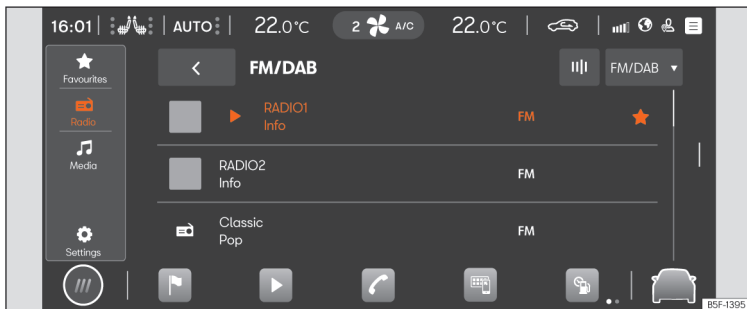 16:01 AUTO 22.0°C 2 A/C 22.0°C
Favourites
FM/DAB
FM/DAB
RADIO1
Info
FM
Radio
RADIO2
Info
FM
Media
Classic
Pop
FM
Settings
B5F-1395